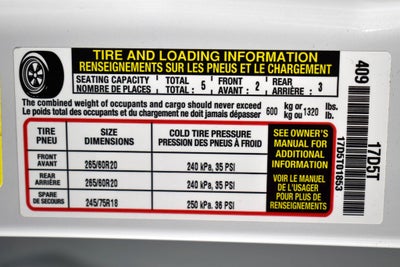 TIRE AND LOADING INFORMATION
RENSEIGNEMENTS SUR LES PNEUS ET LE CHARGEMENT
SEATING CAPACITY TOTAL : 5 FRONT : 2 REAR : 3
NOMBRE DE PLACES TOTAL AVANT ARRIÈRE
The combined weight of occupants and cargo should never exceed 600 kg or 1320 lbs.
Le poids total des occupants et du chargement ne doit jamais dépasser kg ou lb.
TIRE SIZE COLD TIRE PRESSURE
PNEU DIMENSIONS PRESSION DES PNEUS À FROID
FRONT
AVANT 265/60R20 240 kPa, 35 PSI
REAR
ARRIÈRE 265/60R20 240 kPa, 35 PSI
SPARE
DE SECOURS 245/75R18 250 kPa, 36 PSI
SEE OWNER'S
MANUAL FOR
ADDITIONAL
INFORMATION
VOIR LE MANUEL
DE L'USAGER
POUR PLUS DE
RENSEIGNEMENTS
409
17D5T
17D5T01853